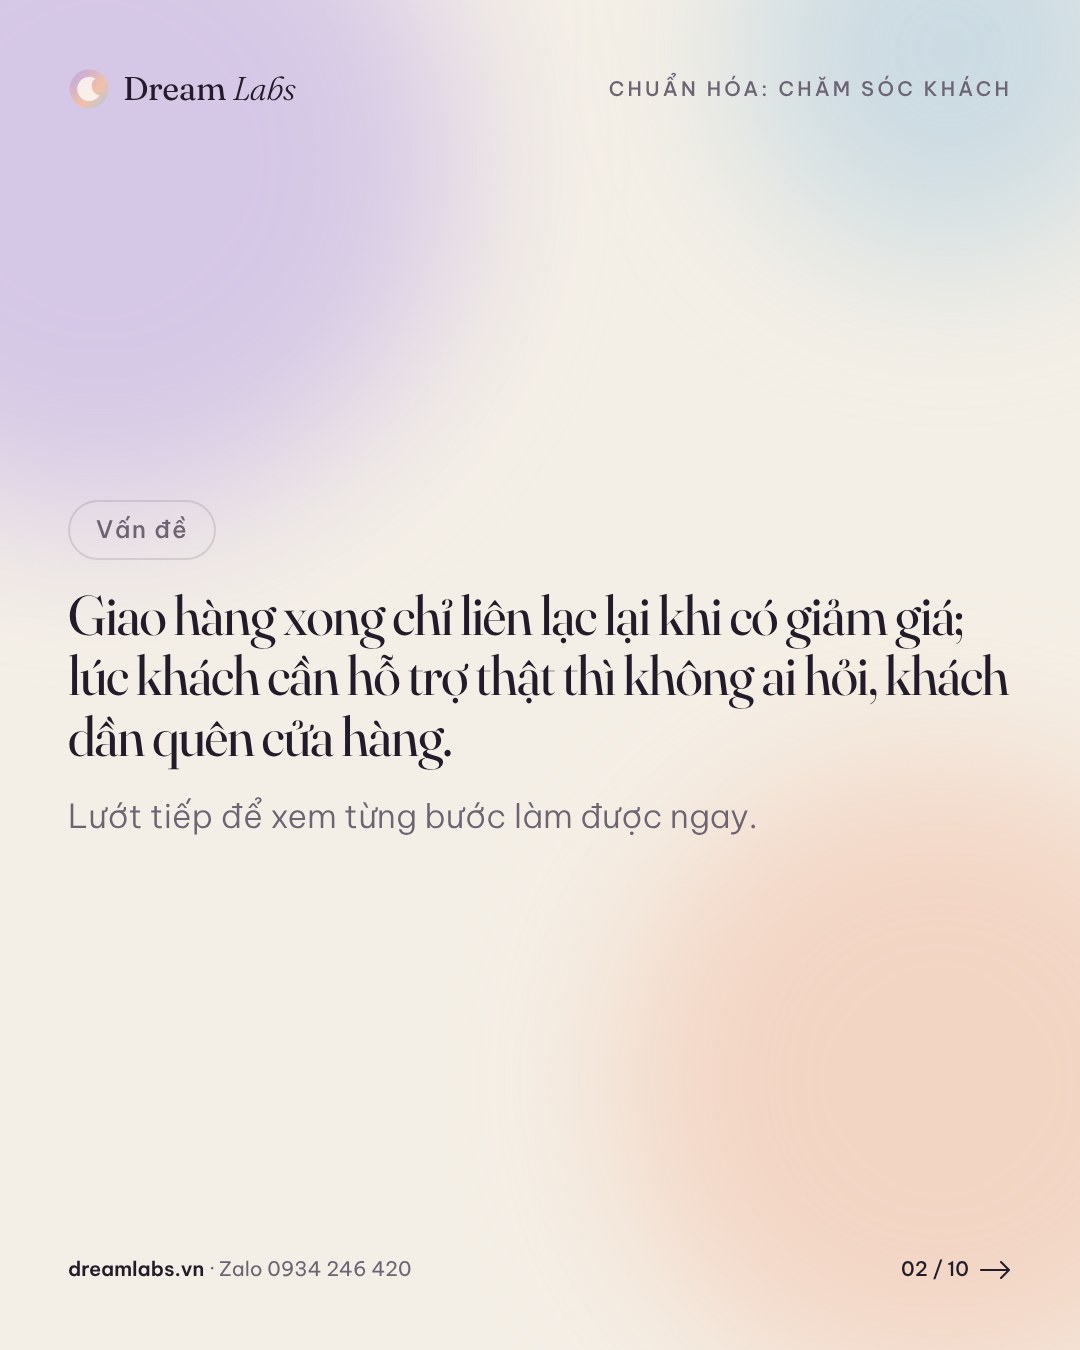 Dream Labs
CHUẨN HÓA: CHĂM SÓC KHÁCH
Vấn đề
Giao hàng xong chỉ liên lạc lại khi có giảm giá;
lúc khách cần hỗ trợ thật thì không ai hỏi, khách
dần quên cửa hàng.
Lướt tiếp để xem từng bước làm được ngay.
dreamlabs.vn · Zalo 0934 246 420
02 / 10 →